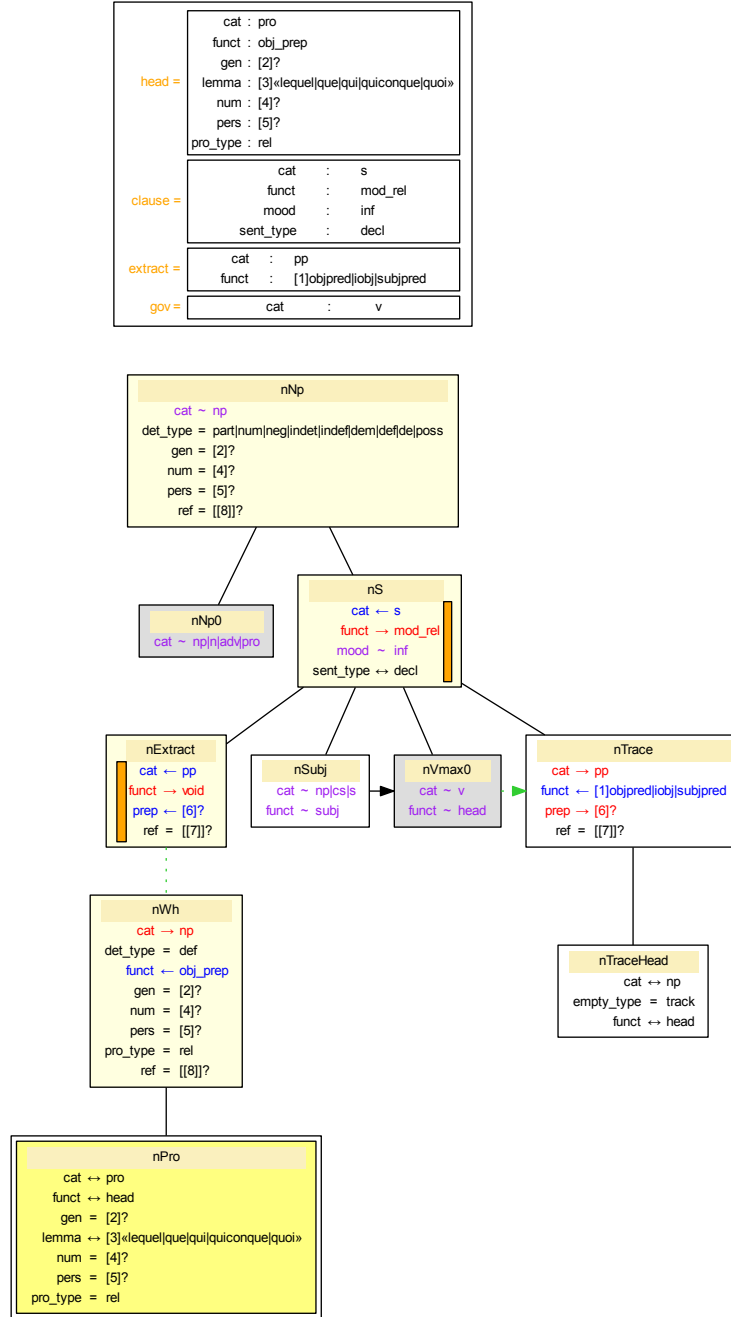 head =
cat : pro
funct : obj_prep
gen : [2]?
lemma : [3]«lequel|que|qui|quiconque|quoi»
num : [4]?
pers : [5]?
pro_type : rel
clause =
cat : s
funct : mod_rel
mood : inf
sent_type : decl
extract =
cat : pp
funct : [1]objpred|iobj|subjpred
gov =
cat : v
nNp
cat ~ np
det_type = part|num|neg|indet|indef|dem|def|de|poss
gen = [2]?
num = [4]?
pers = [5]?
ref = [[8]]?
nNp0
cat ~ np|n|adv|pro
nS
cat ← s
funct → mod_rel
mood ~ inf
sent_type ↔ decl
nExtract
cat ← pp
funct → void
prep ← [6]?
ref = [[7]]?
nSubj
cat ~ np|cs|s
funct ~ subj
nVmax0
cat ~ v
funct ~ head
nTrace
cat → pp
funct ← [1]objpred|iobj|subjpred
prep → [6]?
ref = [[7]]?
nWh
cat → np
det_type = def
funct ← obj_prep
gen = [2]?
num = [4]?
pers = [5]?
pro_type = rel
ref = [[8]]?
nTraceHead
cat ↔ np
empty_type = track
funct ↔ head
nPro
cat ↔ pro
funct ↔ head
gen = [2]?
lemma ↔ [3]«lequel|que|qui|quiconque|quoi»
num = [4]?
pers = [5]?
pro_type = rel